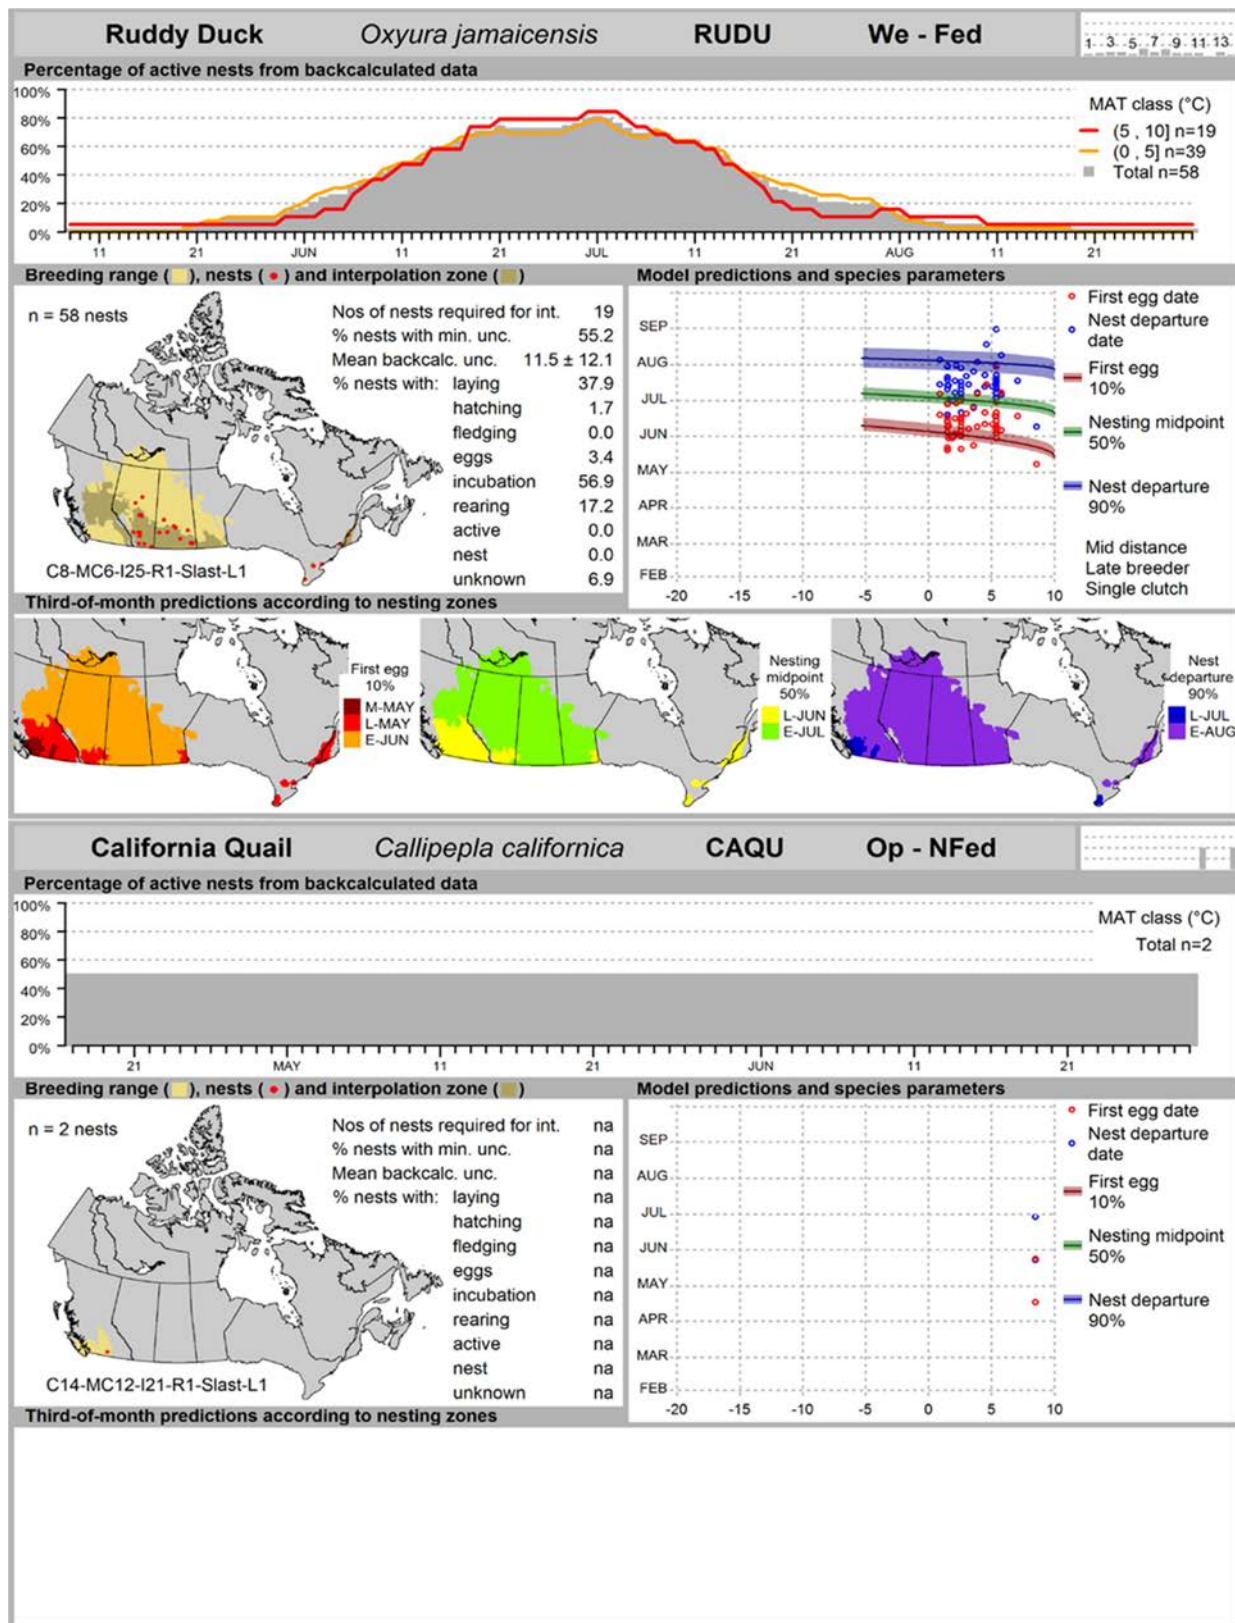 Ruddy Duck Oxyura jamaicensis RUDU We - Fed
1 3 5 7 9 11 13
Percentage of active nests from backcalculated data
100%
80%
60%
40%
20%
0%
MAT class (°C)
(5 , 10] n=19
(0 , 5] n=39
Total n=58
11 21 JUN 11 21 JUL 11 AUG 11 21
Breeding range ( ), nests ( ) and interpolation zone ( )
n = 58 nests
Nos of nests required for int. 19
% nests with min. unc. 55.2
Mean backcalc. unc. 11.5 ± 12.1
% nests with: laying 37.9
hatching 1.7
fledging 0.0
eggs 3.4
incubation 56.9
rearing 17.2
active 0.0
nest 0.0
unknown 6.9
C8-MC6-I25-R1-Slast-L1
Model predictions and species parameters
SEP
AUG
JUL
JUN
MAY
APR
MAR
FEB
-20 -15 -10 -5 0 5 10
First egg date
Nest departure
date
First egg
10%
Nesting midpoint
50%
Nest departure
90%
Mid distance
Late breeder
Single clutch
Third-of-month predictions according to nesting zones
First egg
10%
M-MAY
L-MAY
E-JUN
Nesting
midpoint
50%
L-JUN
E-JUL
Nest
departure
90%
L-JUL
E-AUG
California Quail Callipepla californica CAQU Op - NFed
Percentage of active nests from backcalculated data
100%
80%
60%
40%
20%
0%
MAT class (°C)
Total n=2
21 MAY 11 21 JUN 11 21
Breeding range ( ), nests ( ) and interpolation zone ( )
n = 2 nests
Nos of nests required for int. na
% nests with min. unc. na
Mean backcalc. unc. na
% nests with: laying na
hatching na
fledging na
eggs na
incubation na
rearing na
active na
nest na
unknown na
C14-MC12-I21-R1-Slast-L1
Model predictions and species parameters
SEP
AUG
JUL
JUN
MAY
APR
MAR
FEB
-20 -15 -10 -5 0 5 10
First egg date
Nest departure
date
First egg
10%
Nesting midpoint
50%
Nest departure
90%
Third-of-month predictions according to nesting zones